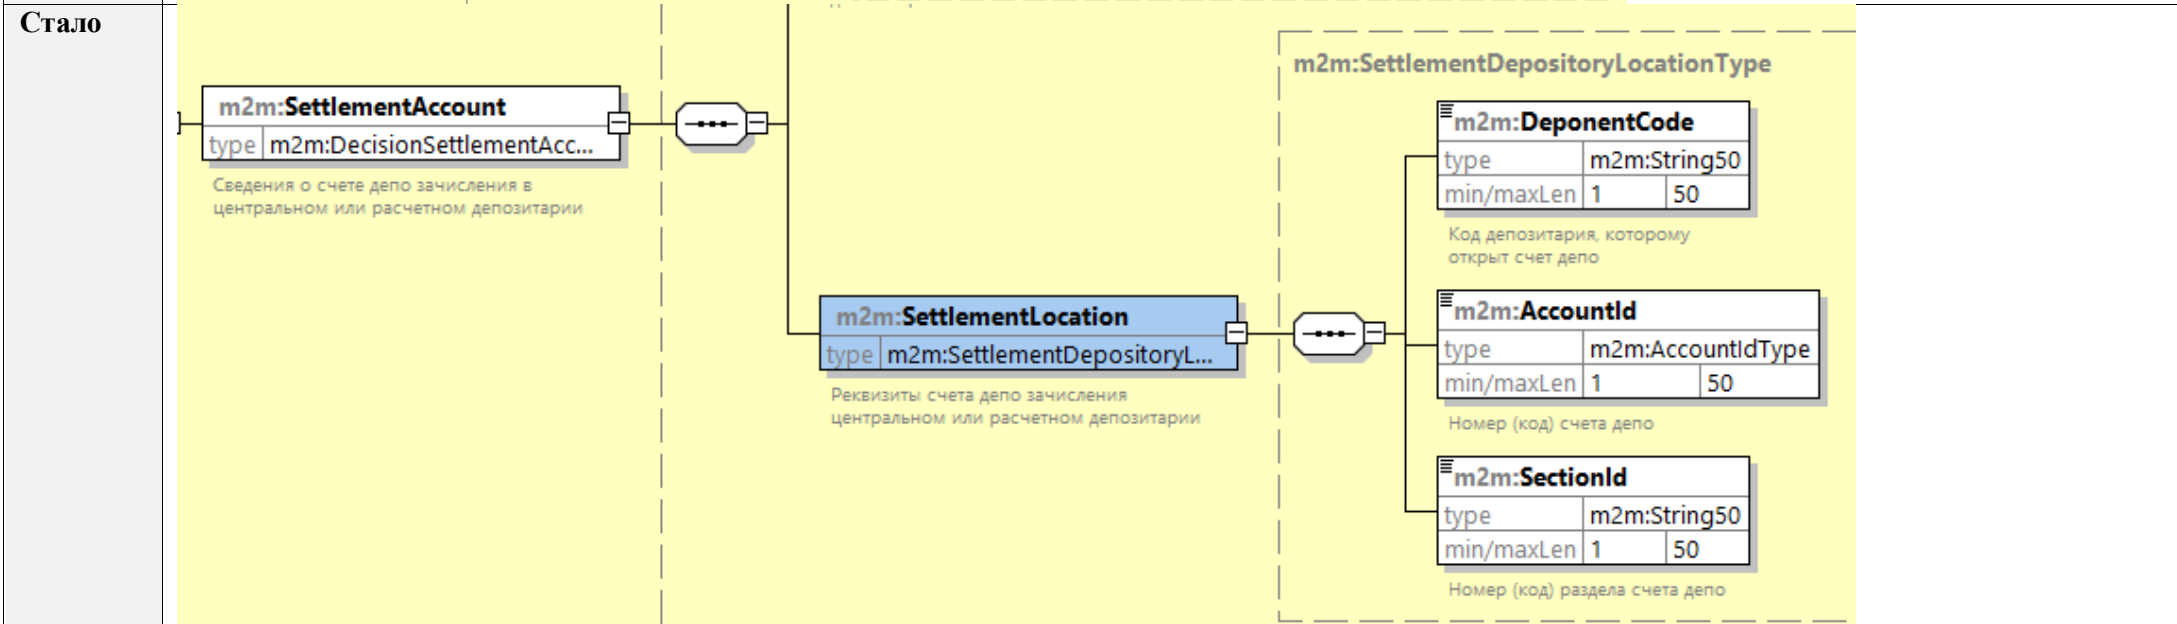 Стало
m2m:SettlementDepositoryLocationType
m2m:SettlementAccount
type m2m:DecisionSettlementAcc...
Сведения о счете депо зачисления в
центральном или расчетном депозитарии
m2m:DeponentCode
type m2m:String50
min/maxLen 1 50
Код депозитария, которому
открыт счет депо
m2m:SettlementLocation
type m2m:SettlementDepositoryL...
Реквизиты счета депо зачисления
центральном или расчетном депозитарии
m2m:AccountId
type m2m:AccountIdType
min/maxLen 1 50
Номер (код) счета депо
m2m:SectionId
type m2m:String50
min/maxLen 1 50
Номер (код) раздела счета депо